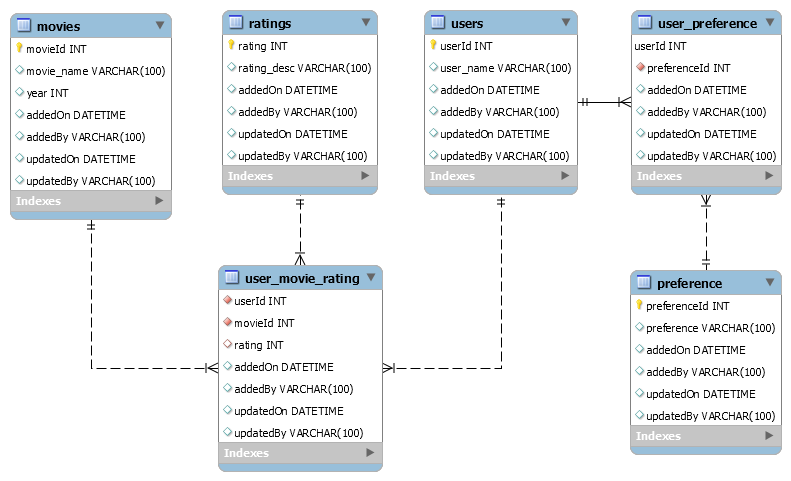 movies
movieId INT
movie_name VARCHAR(100)
year INT
addedOn DATETIME
addedBy VARCHAR(100)
updatedOn DATETIME
updatedBy VARCHAR(100)
Indexes
ratings
rating INT
rating_desc VARCHAR(100)
addedOn DATETIME
addedBy VARCHAR(100)
updatedOn DATETIME
updatedBy VARCHAR(100)
Indexes
users
userId INT
user_name VARCHAR(100)
addedOn DATETIME
addedBy VARCHAR(100)
updatedOn DATETIME
updatedBy VARCHAR(100)
Indexes
user_preference
userId INT
preferenceId INT
addedOn DATETIME
addedBy VARCHAR(100)
updatedOn DATETIME
updatedBy VARCHAR(100)
Indexes
user_movie_rating
userId INT
movieId INT
rating INT
addedOn DATETIME
addedBy VARCHAR(100)
updatedOn DATETIME
updatedBy VARCHAR(100)
Indexes
preference
preferenceId INT
preference VARCHAR(100)
addedOn DATETIME
addedBy VARCHAR(100)
updatedOn DATETIME
updatedBy VARCHAR(100)
Indexes